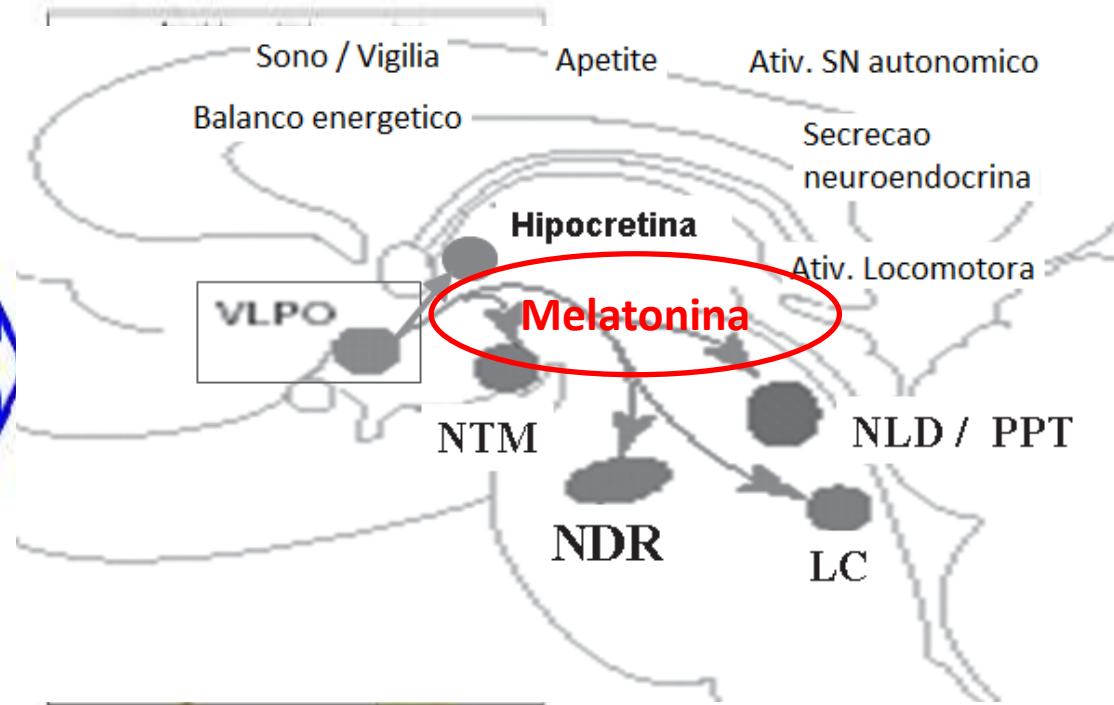 Sono / Vigilia
Apetite
Ativ. SN autonomico
Balanco energetico
Secrecao
neuroendocrina
Hipocretina
Ativ. Locomotora
VLPO
Melatonina
NTM
NLD / PPT
NDR
LC